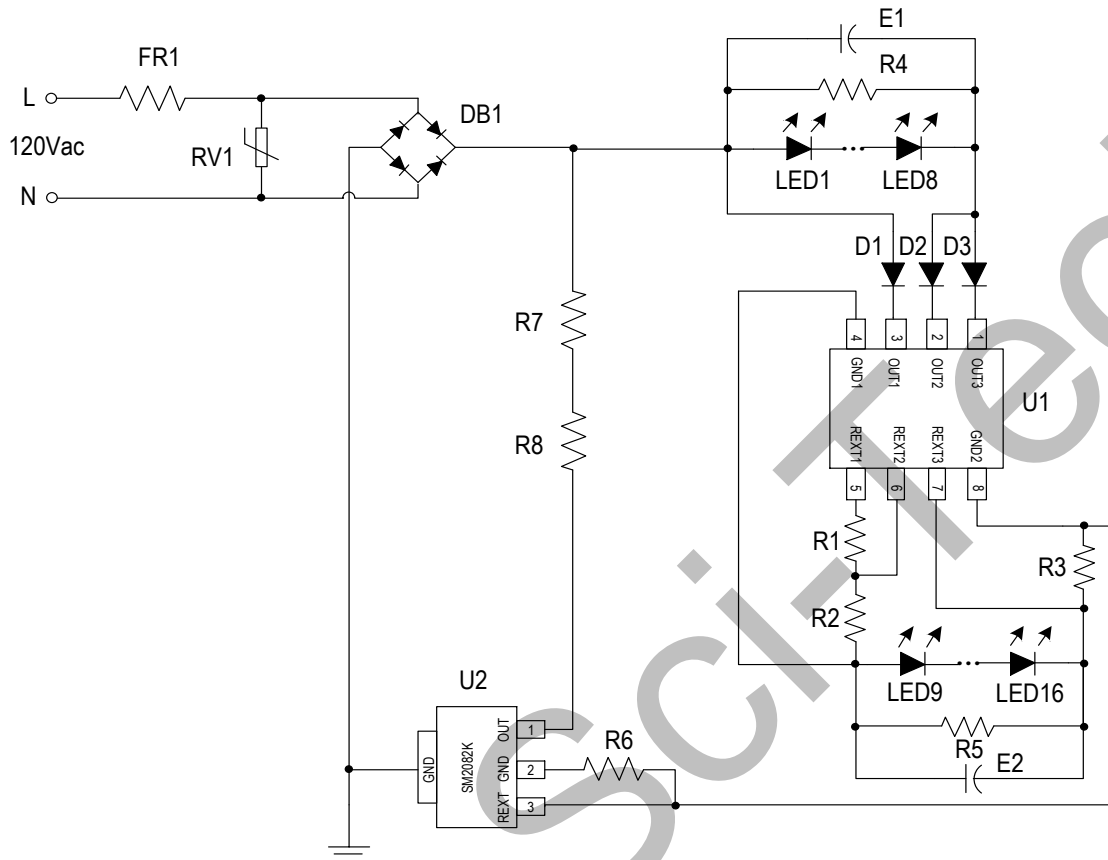 E1
FR1
R4
L
DB1
120Vac
RV1
N
LED1
LED8
D1
D2
D3
R7
4
3
2
1
GND1
OUT1
OUT2
OUT3
U1
R8
REXT1
REXT2
REXT3
GND2
5
6
7
8
R1
R3
R2
U2
LED9
LED16
OUT
1
R6
R5
GND
SM2082K
GND
2
E2
REXT
3
Sci-Tec